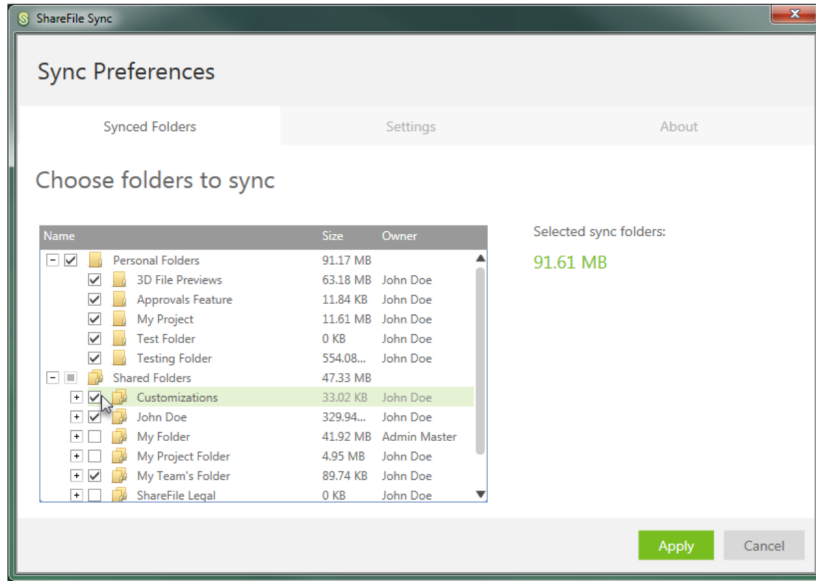 ShareFile Sync
Sync Preferences
Synced Folders Settings About
Choose folders to sync
Name Size Owner
Personal Folders 91.17 MB
3D File Previews 63.18 MB John Doe
Approvals Feature 11.84 KB John Doe
My Project 11.61 MB John Doe
Test Folder 0 KB John Doe
Testing Folder 554.08... John Doe
Shared Folders 47.33 MB
Customizations 33.02 KB John Doe
John Doe 329.94... John Doe
My Folder 41.92 MB Admin Master
My Project Folder 4.95 MB John Doe
My Team's Folder 89.74 KB John Doe
ShareFile Legal 0 KB John Doe
Selected sync folders:
91.61 MB
Apply Cancel